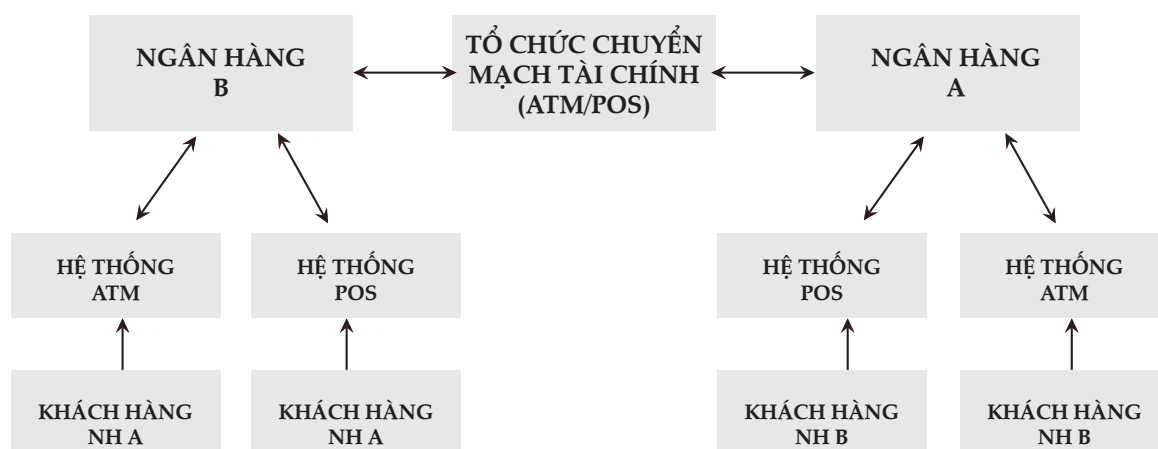 NGÂN HÀNG
B
TỔ CHỨC CHUYỂN
MẠCH TÀI CHÍNH
(ATM/POS)
NGÂN HÀNG
A
HỆ THỐNG
ATM
HỆ THỐNG
POS
HỆ THỐNG
POS
HỆ THỐNG
ATM
KHÁCH HÀNG
NH A
KHÁCH HÀNG
NH A
KHÁCH HÀNG
NH B
KHÁCH HÀNG
NH B